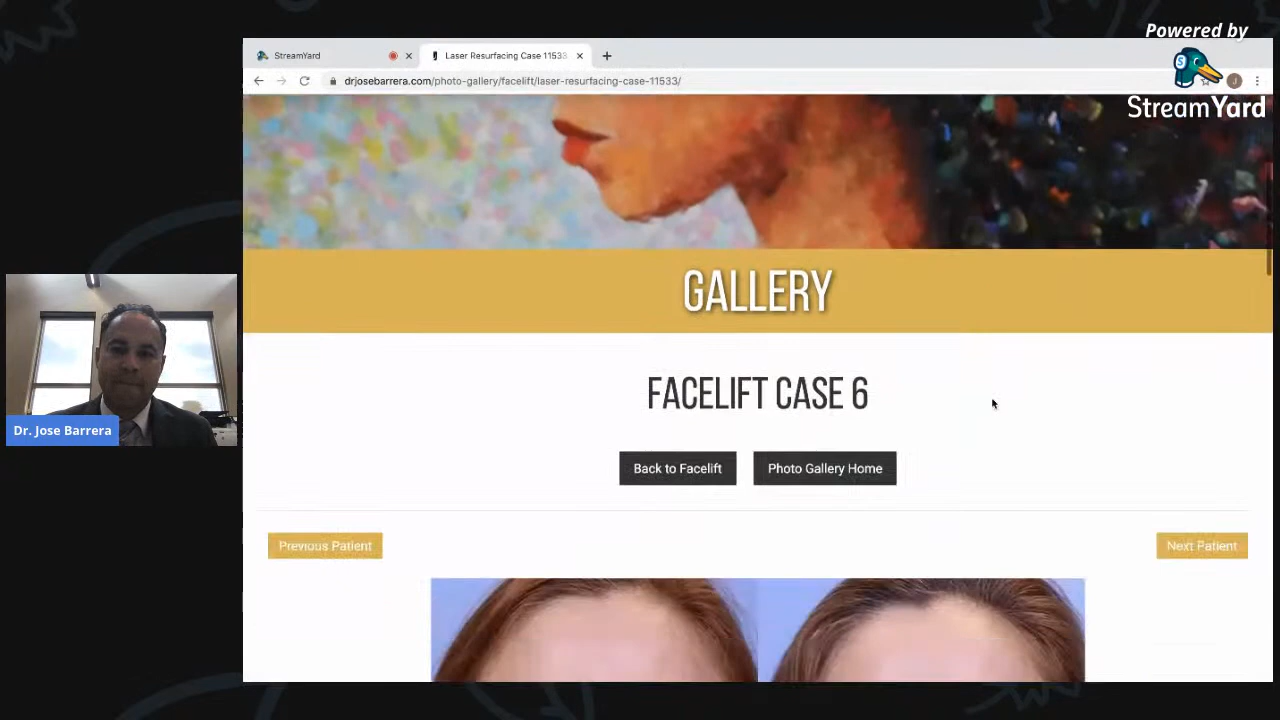 Powered by
StreamYard
StreamYard
Laser Resurfacing Case 11533
drjosebarrera.com/photo-gallery/facelift/laser-resurfacing-case-11533/
J
GALLERY
FACELIFT CASE 6
Back to Facelift
Photo Gallery Home
Previous Patient
Next Patient
Dr. Jose Barrera